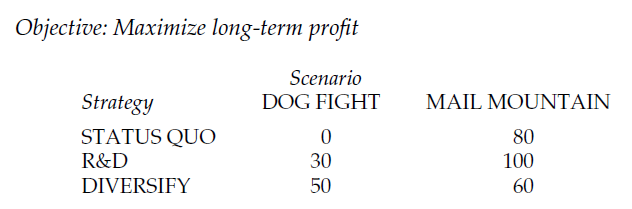 Objective: Maximize long-term profit
Scenario
Strategy DOG FIGHT MAIL MOUNTAIN
STATUS QUO 0 80
R&D 30 100
DIVERSIFY 50 60